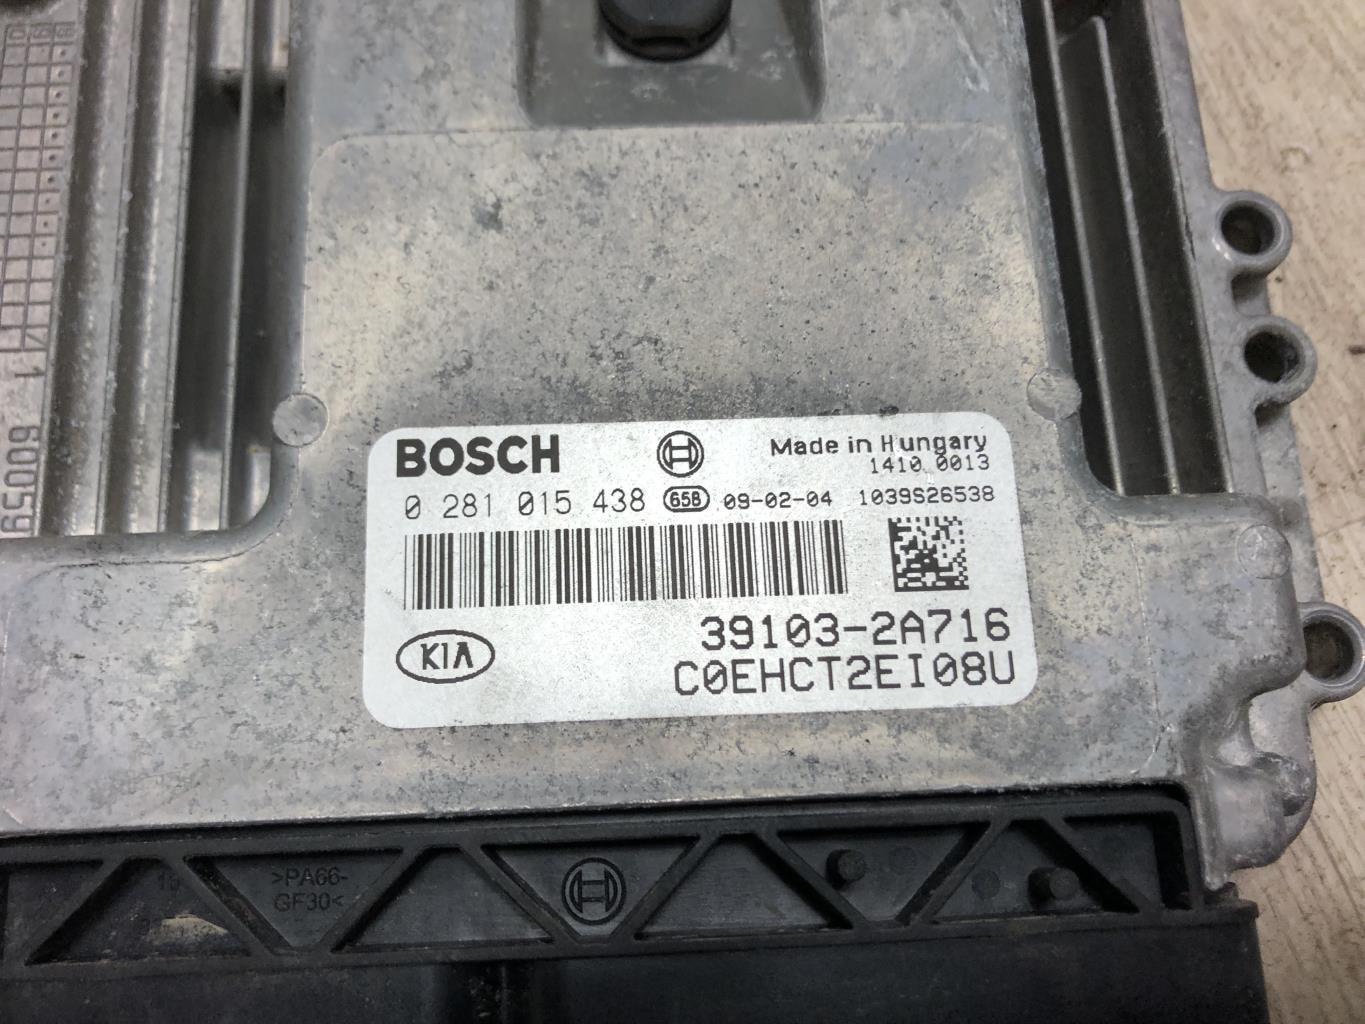 BOSCH
Made in Hungary
1410 0013
0 281 015 438 65B 09-02-04 1039S26538
39103-2A716
KIA
C0EHCT2EI08U
>PA66-
GF30<